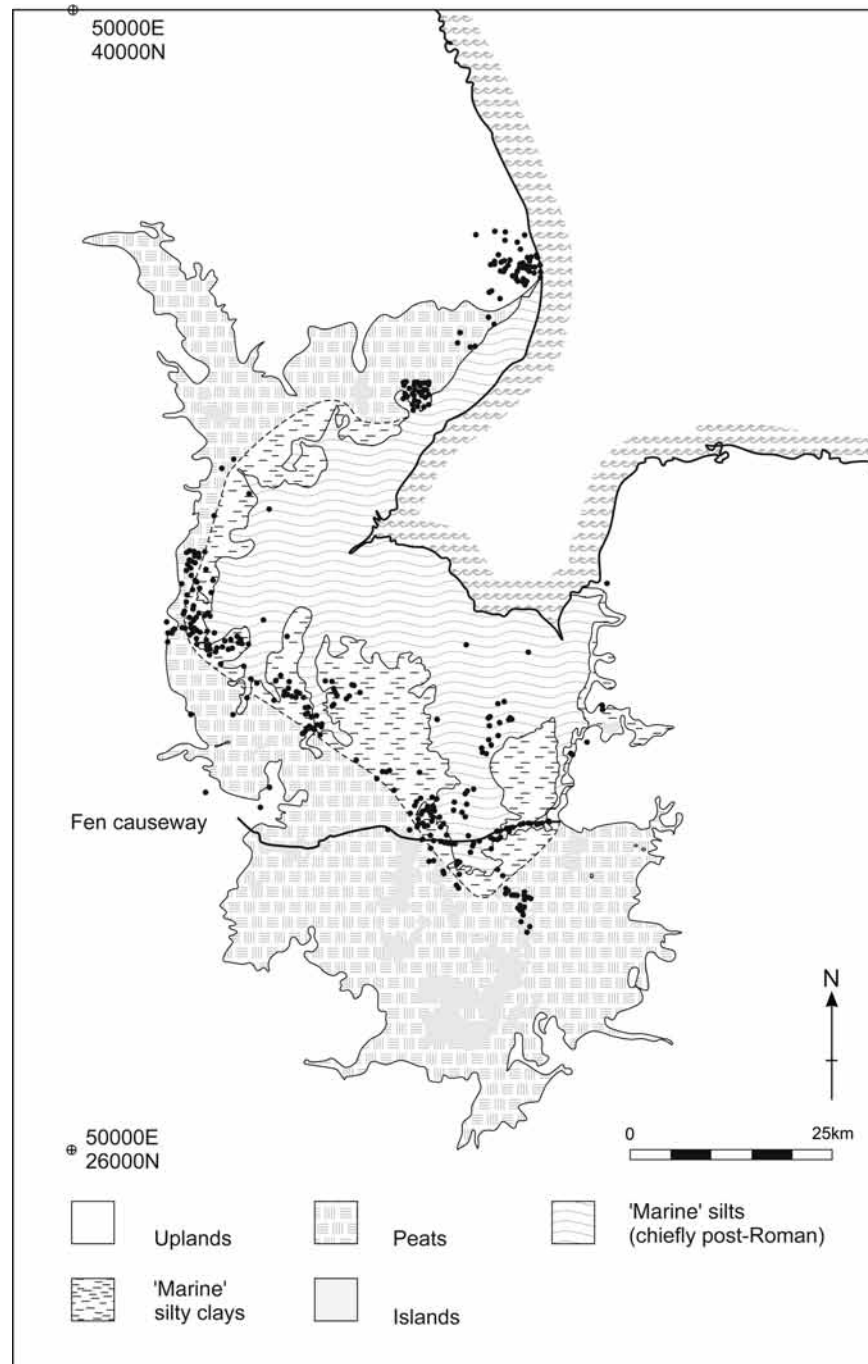 50000E
40000N
Fen causeway
N
50000E
26000N
0 25km
Uplands
Peats
'Marine' silts
(chiefly post-Roman)
'Marine'
silty clays
Islands